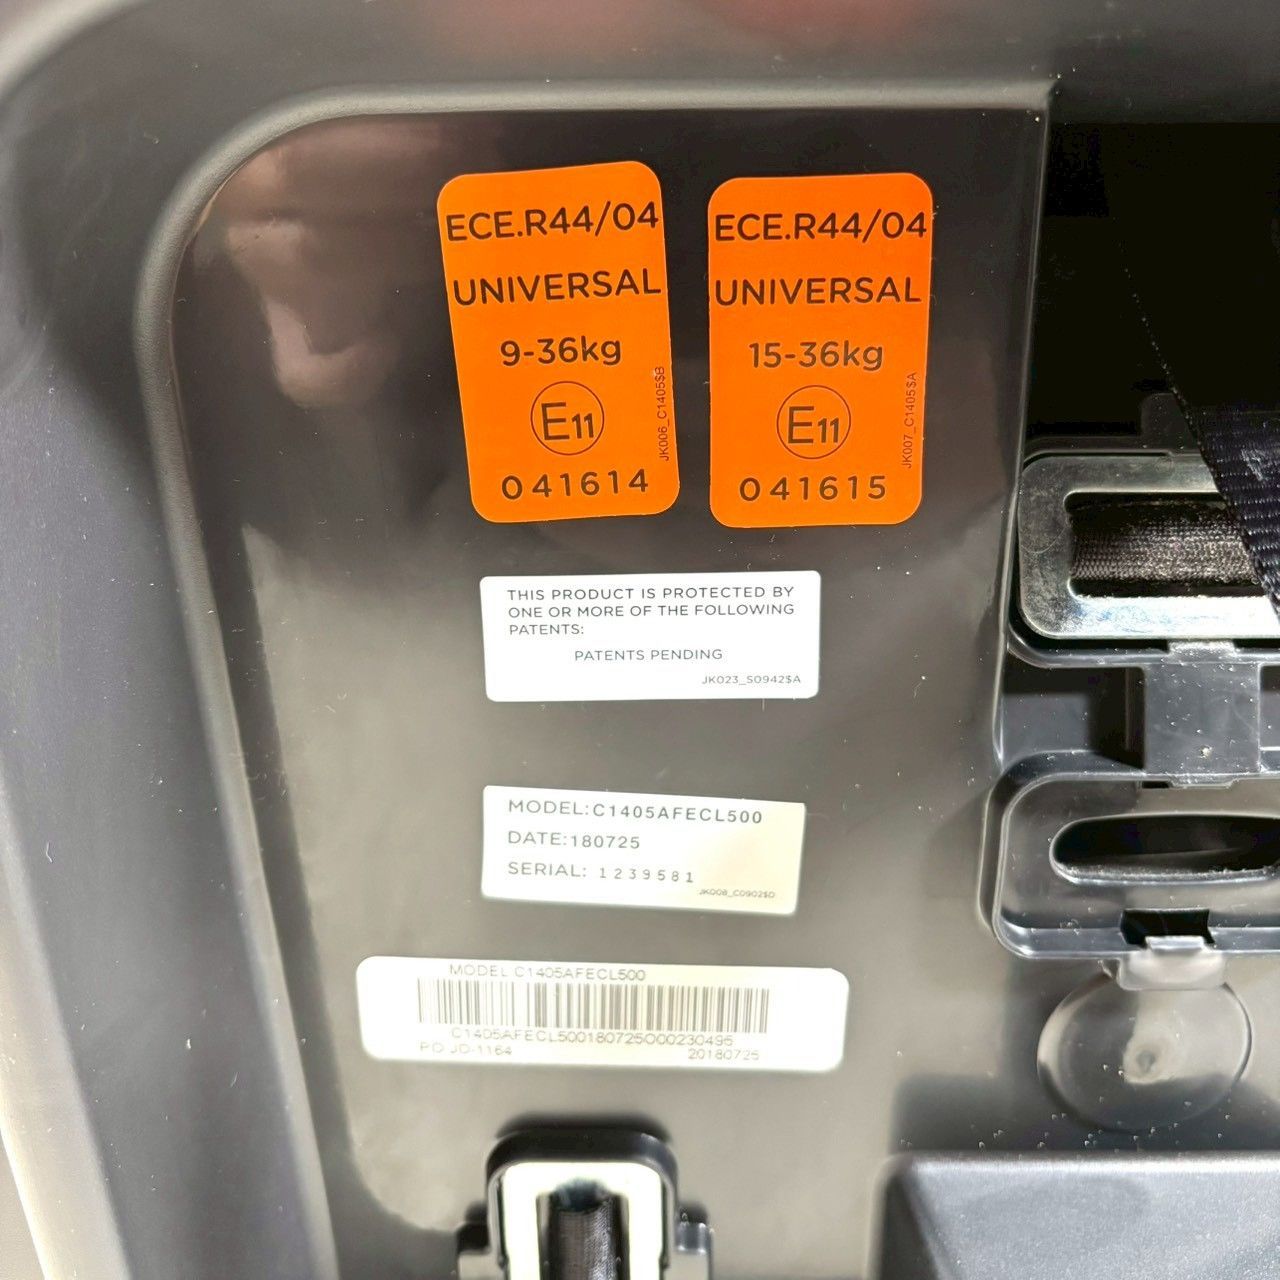 ECE.R44/04
UNIVERSAL
9-36kg
E11
041614
JK006_C1405$B
ECE.R44/04
UNIVERSAL
15-36kg
E11
041615
JK007_C1405$A
THIS PRODUCT IS PROTECTED BY
ONE OR MORE OF THE FOLLOWING
PATENTS:
PATENTS PENDING
JK023_S0942$A
MODEL:C1405AFECL500
DATE:180725
SERIAL: 1239581
JK008_C0902$D
MODEL C1405AFECL500
C1405AFECL500180725000230495
P.O JD-1164
20180725